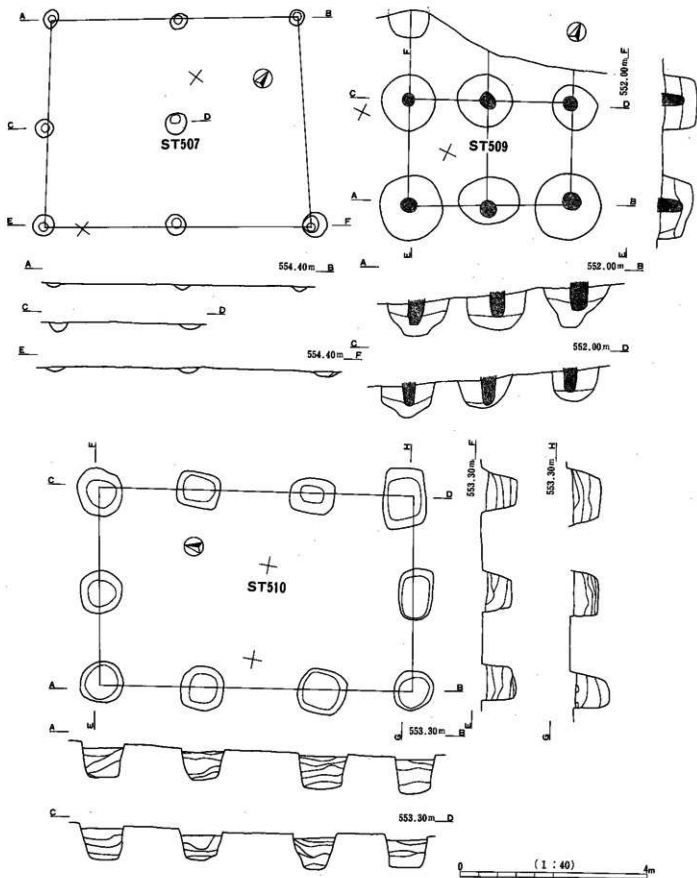 A B
C D
ST507
E F
A 554.40m B
C D
E 554.40m F
F F
552.00m
C D
ST509
A B
E E
A 552.00m B
C 552.00m D
F H
C D
ST510
A B
E G
A 553.30m B
C 553.30m D
F 553.30m
H 553.30m
E G
0 (1:40) 4m